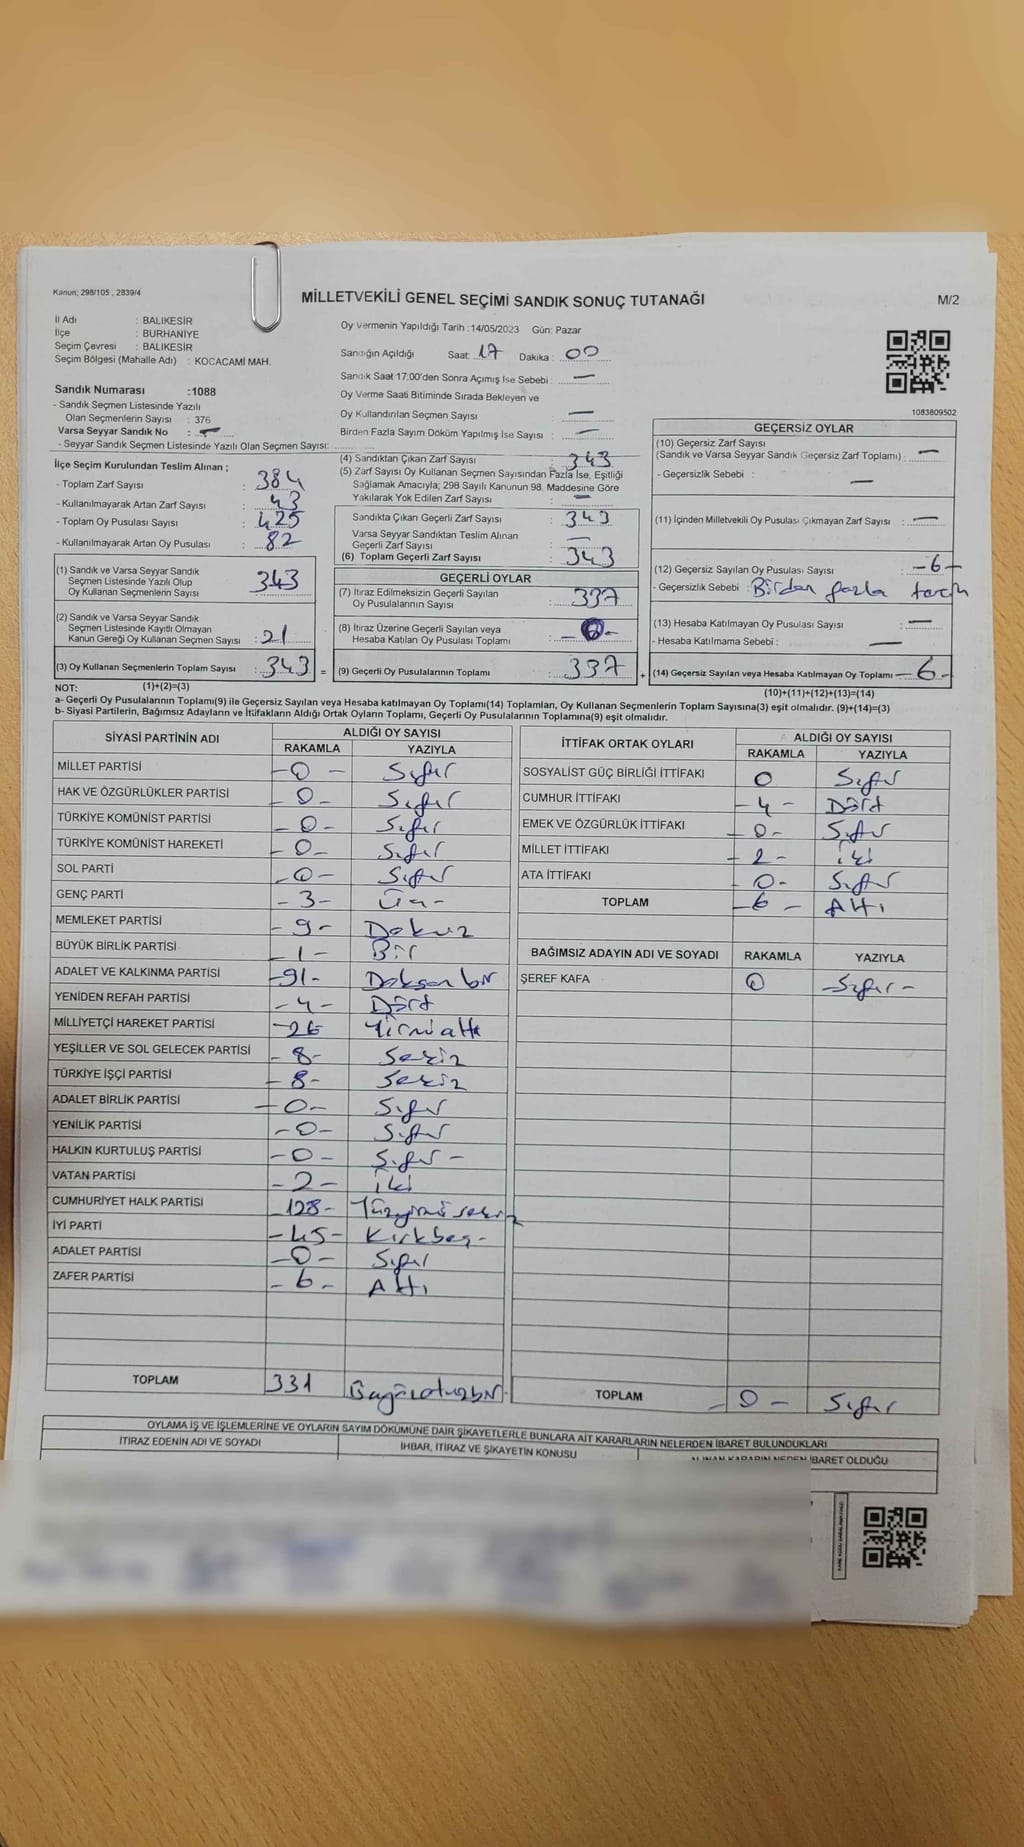 Kanun; 298/105 , 2839/4
MİLLETVEKİLİ GENEL SEÇİMİ SANDIK SONUÇ TUTANAĞI
M/2
İl Adı : BALIKESİR
İlçe : BURHANİYE
Seçim Çevresi : BALIKESİR
Seçim Bölgesi (Mahalle Adı) : KOCACAMİ MAH.
Sandık Numarası :1088
- Sandık Seçmen Listesinde Yazılı
Olan Seçmenlerin Sayısı : 376
Varsa Seyyar Sandık No : —
- Seyyar Sandık Seçmen Listesinde Yazılı Olan Seçmen Sayısı:
Oy Vermenin Yapıldığı Tarih :14/05/2023 Gün: Pazar
Sandığın Açıldığı Saat: 17 Dakika : 00
Sandık Saat 17:00'den Sonra Açımış İse Sebebi : —
Oy Verme Saati Bitiminde Sırada Bekleyen ve
Oy Kullandırılan Seçmen Sayısı : —
Birden Fazla Sayım Döküm Yapılmış İse Sayısı : —
1083809502
İlçe Seçim Kurulundan Teslim Alınan ;
- Toplam Zarf Sayısı : 384
- Kullanılmayarak Artan Zarf Sayısı : 43
- Toplam Oy Pusulası Sayısı : 425
- Kullanılmayarak Artan Oy Pusulası : 82
(1) Sandık ve Varsa Seyyar Sandık
Seçmen Listesinde Yazılı Olup
Oy Kullanan Seçmenlerin Sayısı 343
(2) Sandık ve Varsa Seyyar Sandık
Seçmen Listesinde Kayıtlı Olmayan
Kanun Gereği Oy Kullanan Seçmen Sayısı : 21
(3) Oy Kullanan Seçmenlerin Toplam Sayısı : 343 =
(1)+(2)=(3)
(4) Sandıktan Çıkan Zarf Sayısı : 343
(5) Zarf Sayısı Oy Kullanan Seçmen Sayısından Fazla İse, Eşitliği
Sağlamak Amacıyla; 298 Sayılı Kanunun 98. Maddesine Göre
Yakılarak Yok Edilen Zarf Sayısı : —
Sandıkta Çıkan Geçerli Zarf Sayısı : 343
Varsa Seyyar Sandıktan Teslim Alınan
Geçerli Zarf Sayısı : —
(6) Toplam Geçerli Zarf Sayısı : 343
GEÇERLİ OYLAR
(7) İtiraz Edilmeksizin Geçerli Sayılan
Oy Pusulalarının Sayısı : 337
(8) İtiraz Üzerine Geçerli Sayılan veya
Hesaba Katılan Oy Pusulası Toplamı :
(9) Geçerli Oy Pusulalarının Toplamı : 337 +
GEÇERSİZ OYLAR
(10) Geçersiz Zarf Sayısı
(Sandık ve Varsa Seyyar Sandık Geçersiz Zarf Toplamı) : —
- Geçersizlik Sebebi : —
(11) İçinden Milletvekili Oy Pusulası Çıkmayan Zarf Sayısı : —
(12) Geçersiz Sayılan Oy Pusulası Sayısı : -6-
- Geçersizlik Sebebi : Birden fazla terch
(13) Hesaba Katılmayan Oy Pusulası Sayısı : —
- Hesaba Katılmama Sebebi : —
(14) Geçersiz Sayılan veya Hesaba Katılmayan Oy Toplamı -6-
(10)+(11)+(12)+(13)=(14)
NOT:
a- Geçerli Oy Pusulalarının Toplamı(9) ile Geçersiz Sayılan veya Hesaba katılmayan Oy Toplamı(14) Toplamları, Oy Kullanan Seçmenlerin Toplam Sayısına(3) eşit olmalıdır. (9)+(14)=(3)
b- Siyasi Partilerin, Bağımsız Adayların ve İtifakların Aldığı Ortak Oyların Toplamı, Geçerli Oy Pusulalarının Toplamına(9) eşit olmalıdır.
SİYASİ PARTİNİN ADI ALDIĞI OY SAYISI
RAKAMLA YAZIYLA
MİLLET PARTİSİ -0- Sıfır
HAK VE ÖZGÜRLÜKLER PARTİSİ -0- Sıfır
TÜRKİYE KOMÜNİST PARTİSİ -0- Sıfır
TÜRKİYE KOMÜNİST HAREKETİ -0- Sıfır
SOL PARTİ -0- Sıfır
GENÇ PARTİ -3- Üç-
MEMLEKET PARTİSİ -9- Dokuz
BÜYÜK BİRLİK PARTİSİ -1- Bir
ADALET VE KALKINMA PARTİSİ -91- Doksan bir
YENİDEN REFAH PARTİSİ -4- Dört
MİLLİYETÇİ HAREKET PARTİSİ -26 Yirmi altı
YEŞİLLER VE SOL GELECEK PARTİSİ -8- Sekiz
TÜRKİYE İŞÇİ PARTİSİ -8- Sekiz
ADALET BİRLİK PARTİSİ -0- Sıfır
YENİLİK PARTİSİ -0- Sıfır
HALKIN KURTULUŞ PARTİSİ -0- Sıfır -
VATAN PARTİSİ -2- İki
CUMHURİYET HALK PARTİSİ -128- Yüzyirmi sekiz
İYİ PARTİ -45- Kırkbeş-
ADALET PARTİSİ -0- Sıfır
ZAFER PARTİSİ -6- Altı
TOPLAM 331 Üçyüzotuzbir
İTTİFAK ORTAK OYLARI ALDIĞI OY SAYISI
RAKAMLA YAZIYLA
SOSYALİST GÜÇ BİRLİĞİ İTTİFAKI 0 Sıfır
CUMHUR İTTİFAKI -4- Dört
EMEK VE ÖZGÜRLÜK İTTİFAKI -0- Sıfır
MİLLET İTTİFAKI -2- İki
ATA İTTİFAKI -0- Sıfır
TOPLAM -6- Altı
BAĞIMSIZ ADAYIN ADI VE SOYADI RAKAMLA YAZIYLA
ŞEREF KAFA 0 -Sıfır-
TOPLAM -0- Sıfır
OYLAMA İŞ VE İŞLEMLERİNE VE OYLARIN SAYIM DÖKÜMÜNE DAİR ŞİKAYETLERLE BUNLARA AİT KARARLARIN NELERDEN İBARET BULUNDUKLARI
İTİRAZ EDENİN ADI VE SOYADI İHBAR, İTİRAZ VE ŞİKAYETİN KONUSU ALINAN KARARIN NEDEN İBARET OLDUĞU